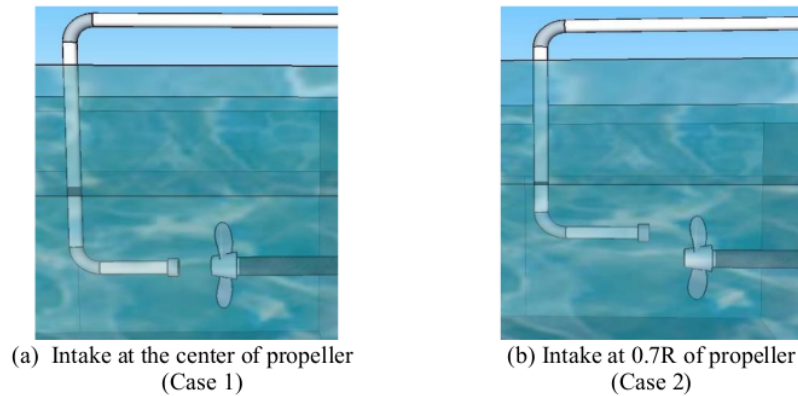 (a) Intake at the center of propeller
(Case 1)
(b) Intake at 0.7R of propeller
(Case 2)